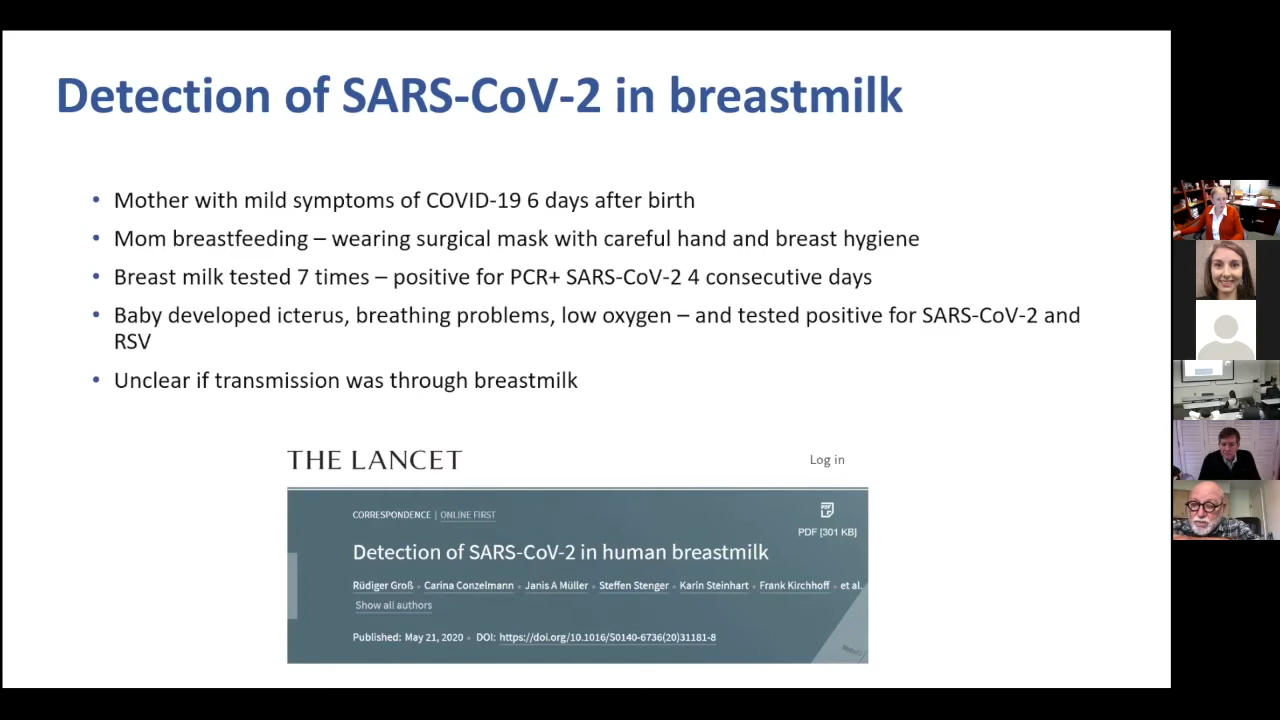 Detection of SARS-CoV-2 in breastmilk
• Mother with mild symptoms of COVID-19 6 days after birth
• Mom breastfeeding – wearing surgical mask with careful hand and breast hygiene
• Breast milk tested 7 times – positive for PCR+ SARS-CoV-2 4 consecutive days
• Baby developed icterus, breathing problems, low oxygen – and tested positive for SARS-CoV-2 and
RSV
• Unclear if transmission was through breastmilk
THE LANCET
Log in
CORRESPONDENCE | ONLINE FIRST
PDF [301 KB]
Detection of SARS-CoV-2 in human breastmilk
Rüdiger Groß • Carina Conzelmann • Janis A Müller • Steffen Stenger • Karin Steinhart • Frank Kirchhoff • et al.
Show all authors
Published: May 21, 2020 • DOI: https://doi.org/10.1016/S0140-6736(20)31181-8